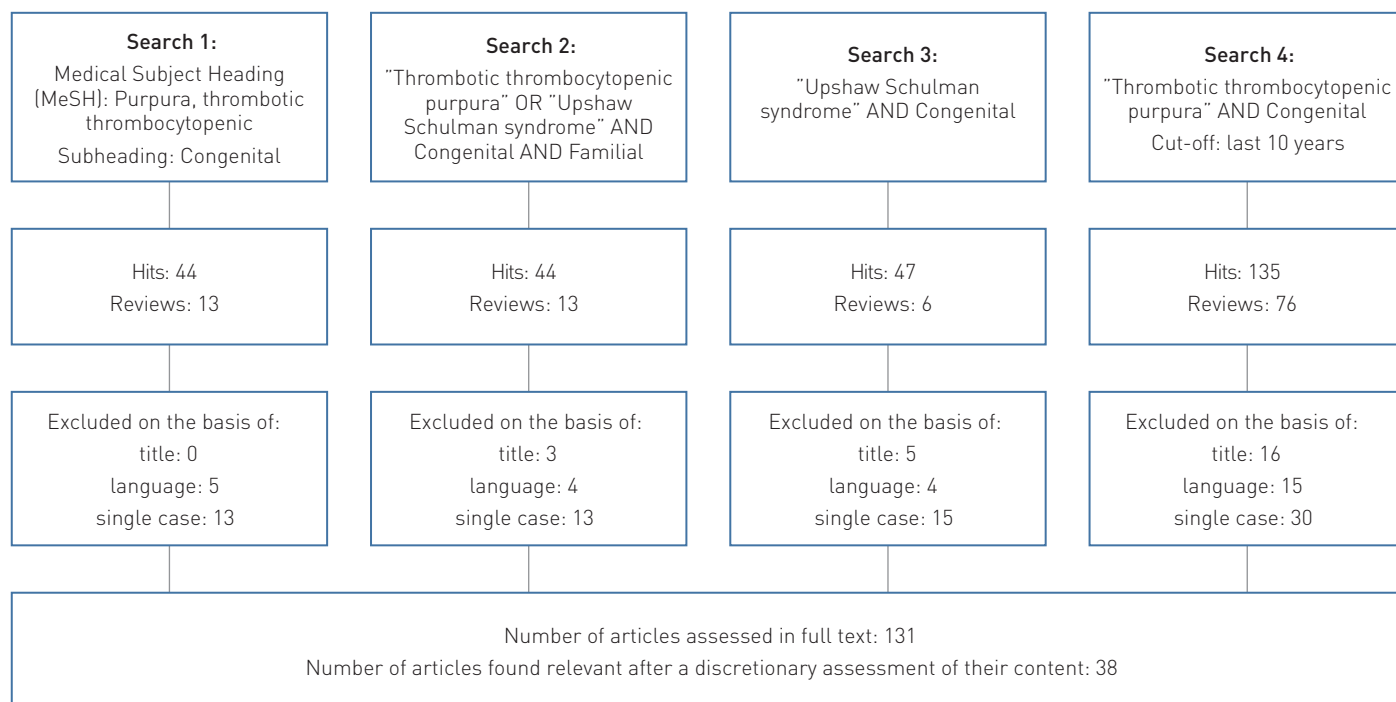 Search 1:
Medical Subject Heading
(MeSH): Purpura, thrombotic
thrombocytopenic
Subheading: Congenital
Search 2:
"Thrombotic thrombocytopenic
purpura" OR "Upshaw
Schulman syndrome" AND
Congenital AND Familial
Search 3:
"Upshaw Schulman
syndrome" AND Congenital
Search 4:
"Thrombotic thrombocytopenic
purpura" AND Congenital
Cut-off: last 10 years
Hits: 44
Reviews: 13
Hits: 44
Reviews: 13
Hits: 47
Reviews: 6
Hits: 135
Reviews: 76
Excluded on the basis of:
title: 0
language: 5
single case: 13
Excluded on the basis of:
title: 3
language: 4
single case: 13
Excluded on the basis of:
title: 5
language: 4
single case: 15
Excluded on the basis of:
title: 16
language: 15
single case: 30
Number of articles assessed in full text: 131
Number of articles found relevant after a discretionary assessment of their content: 38